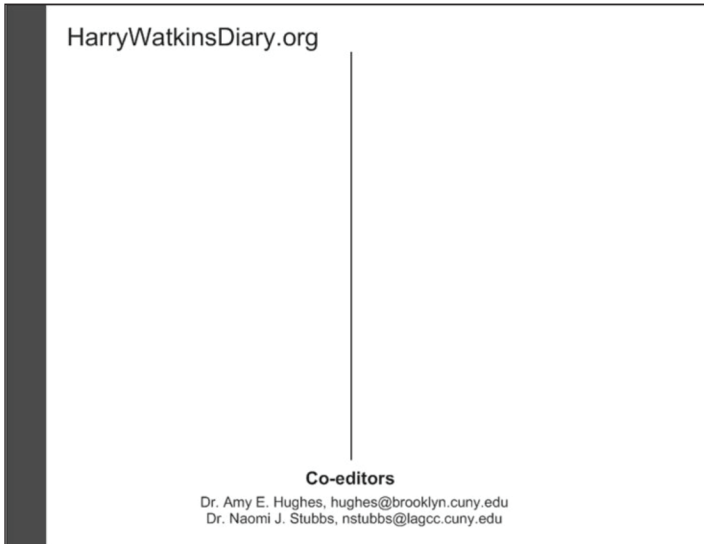 HarryWatkinsDiary.org
Co-editors
Dr. Amy E. Hughes, hughes@brooklyn.cuny.edu
Dr. Naomi J. Stubbs, nstubbs@lagcc.cuny.edu